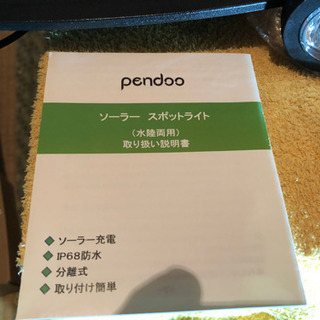 pendoo
ソーラー スポットライト
(水陸両用)
取り扱い説明書
ソーラー充電
IP68防水
分離式
取り付け簡単